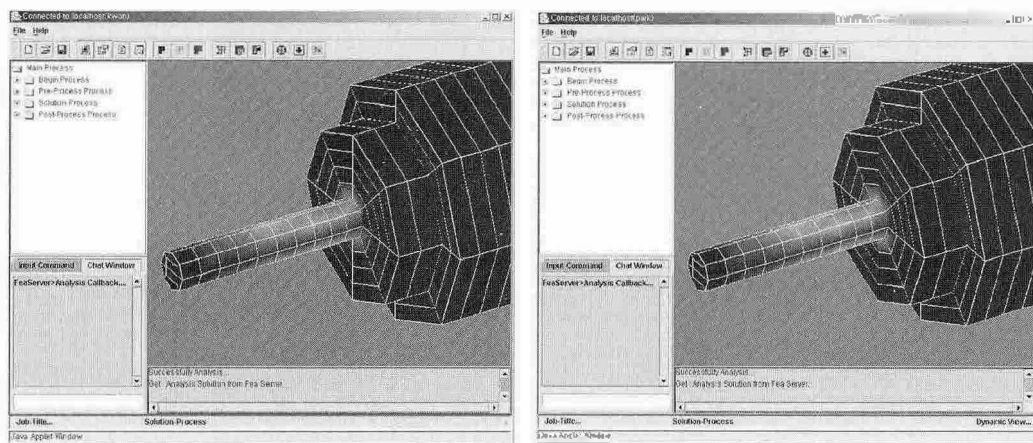 Connected to localhost(kwon)
File Help
Main Process
Begin Process
Pre-Process Process
Solution Process
Post-Process Process
Input Command Chat Window
FeaServer>Analysis Callback....
Successfully Analysis...
Get : Analysis Solution from Fea Server.
Job-Title... Solution-Process
Java Applet Window
Connected to localhost(park)
File Help
Main Process
Begin Process
Pre-Process Process
Solution Process
Post-Process Process
Input Command Chat Window
FeaServer>Analysis Callback....
Successfully Analysis...
Get : Analysis Solution from Fea Server.
Job-Title... Solution-Process Dynamic View...
Java Applet Window